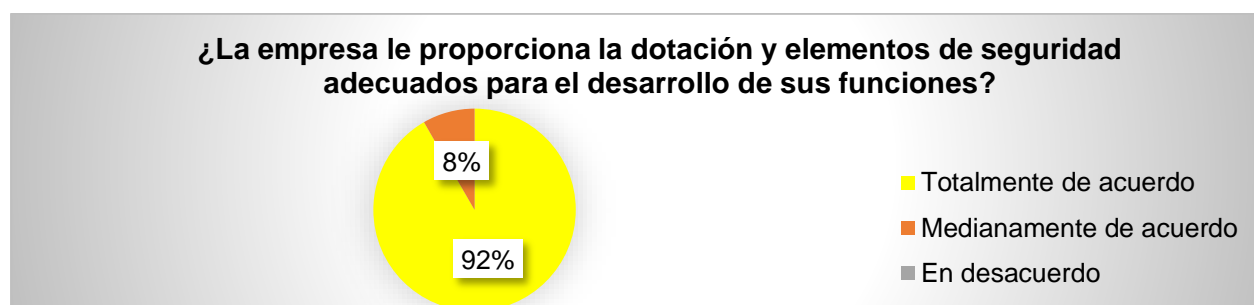 ¿La empresa le proporciona la dotación y elementos de seguridad
adecuados para el desarrollo de sus funciones?
8%
92%
Totalmente de acuerdo
Medianamente de acuerdo
En desacuerdo